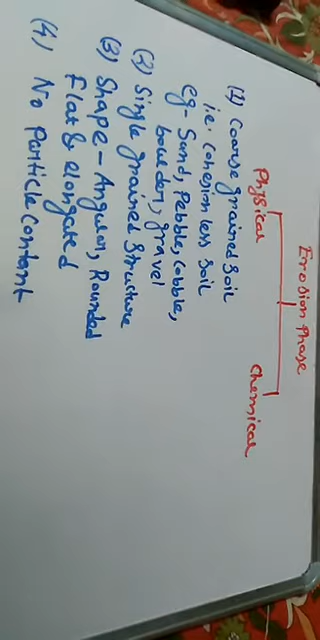 Erosion phase
Physical
Chemical
(1) Coarse grained soil
i.e. Cohesionless soil
eg - Sand, Pebble, Cobble,
boulder, gravel
(2) Single grained structure
(3) Shape - Angular, Rounded
Flat & elongated
(4) No particle contant